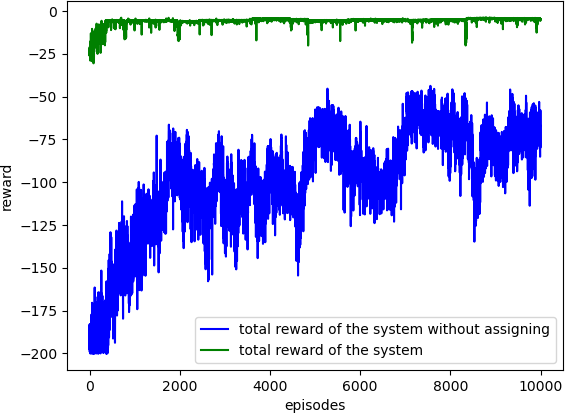 0
−25
−50
−75
−100
−125
−150
−175
−200
reward
total reward of the system without assigning
total reward of the system
0 2000 4000 6000 8000 10000
episodes